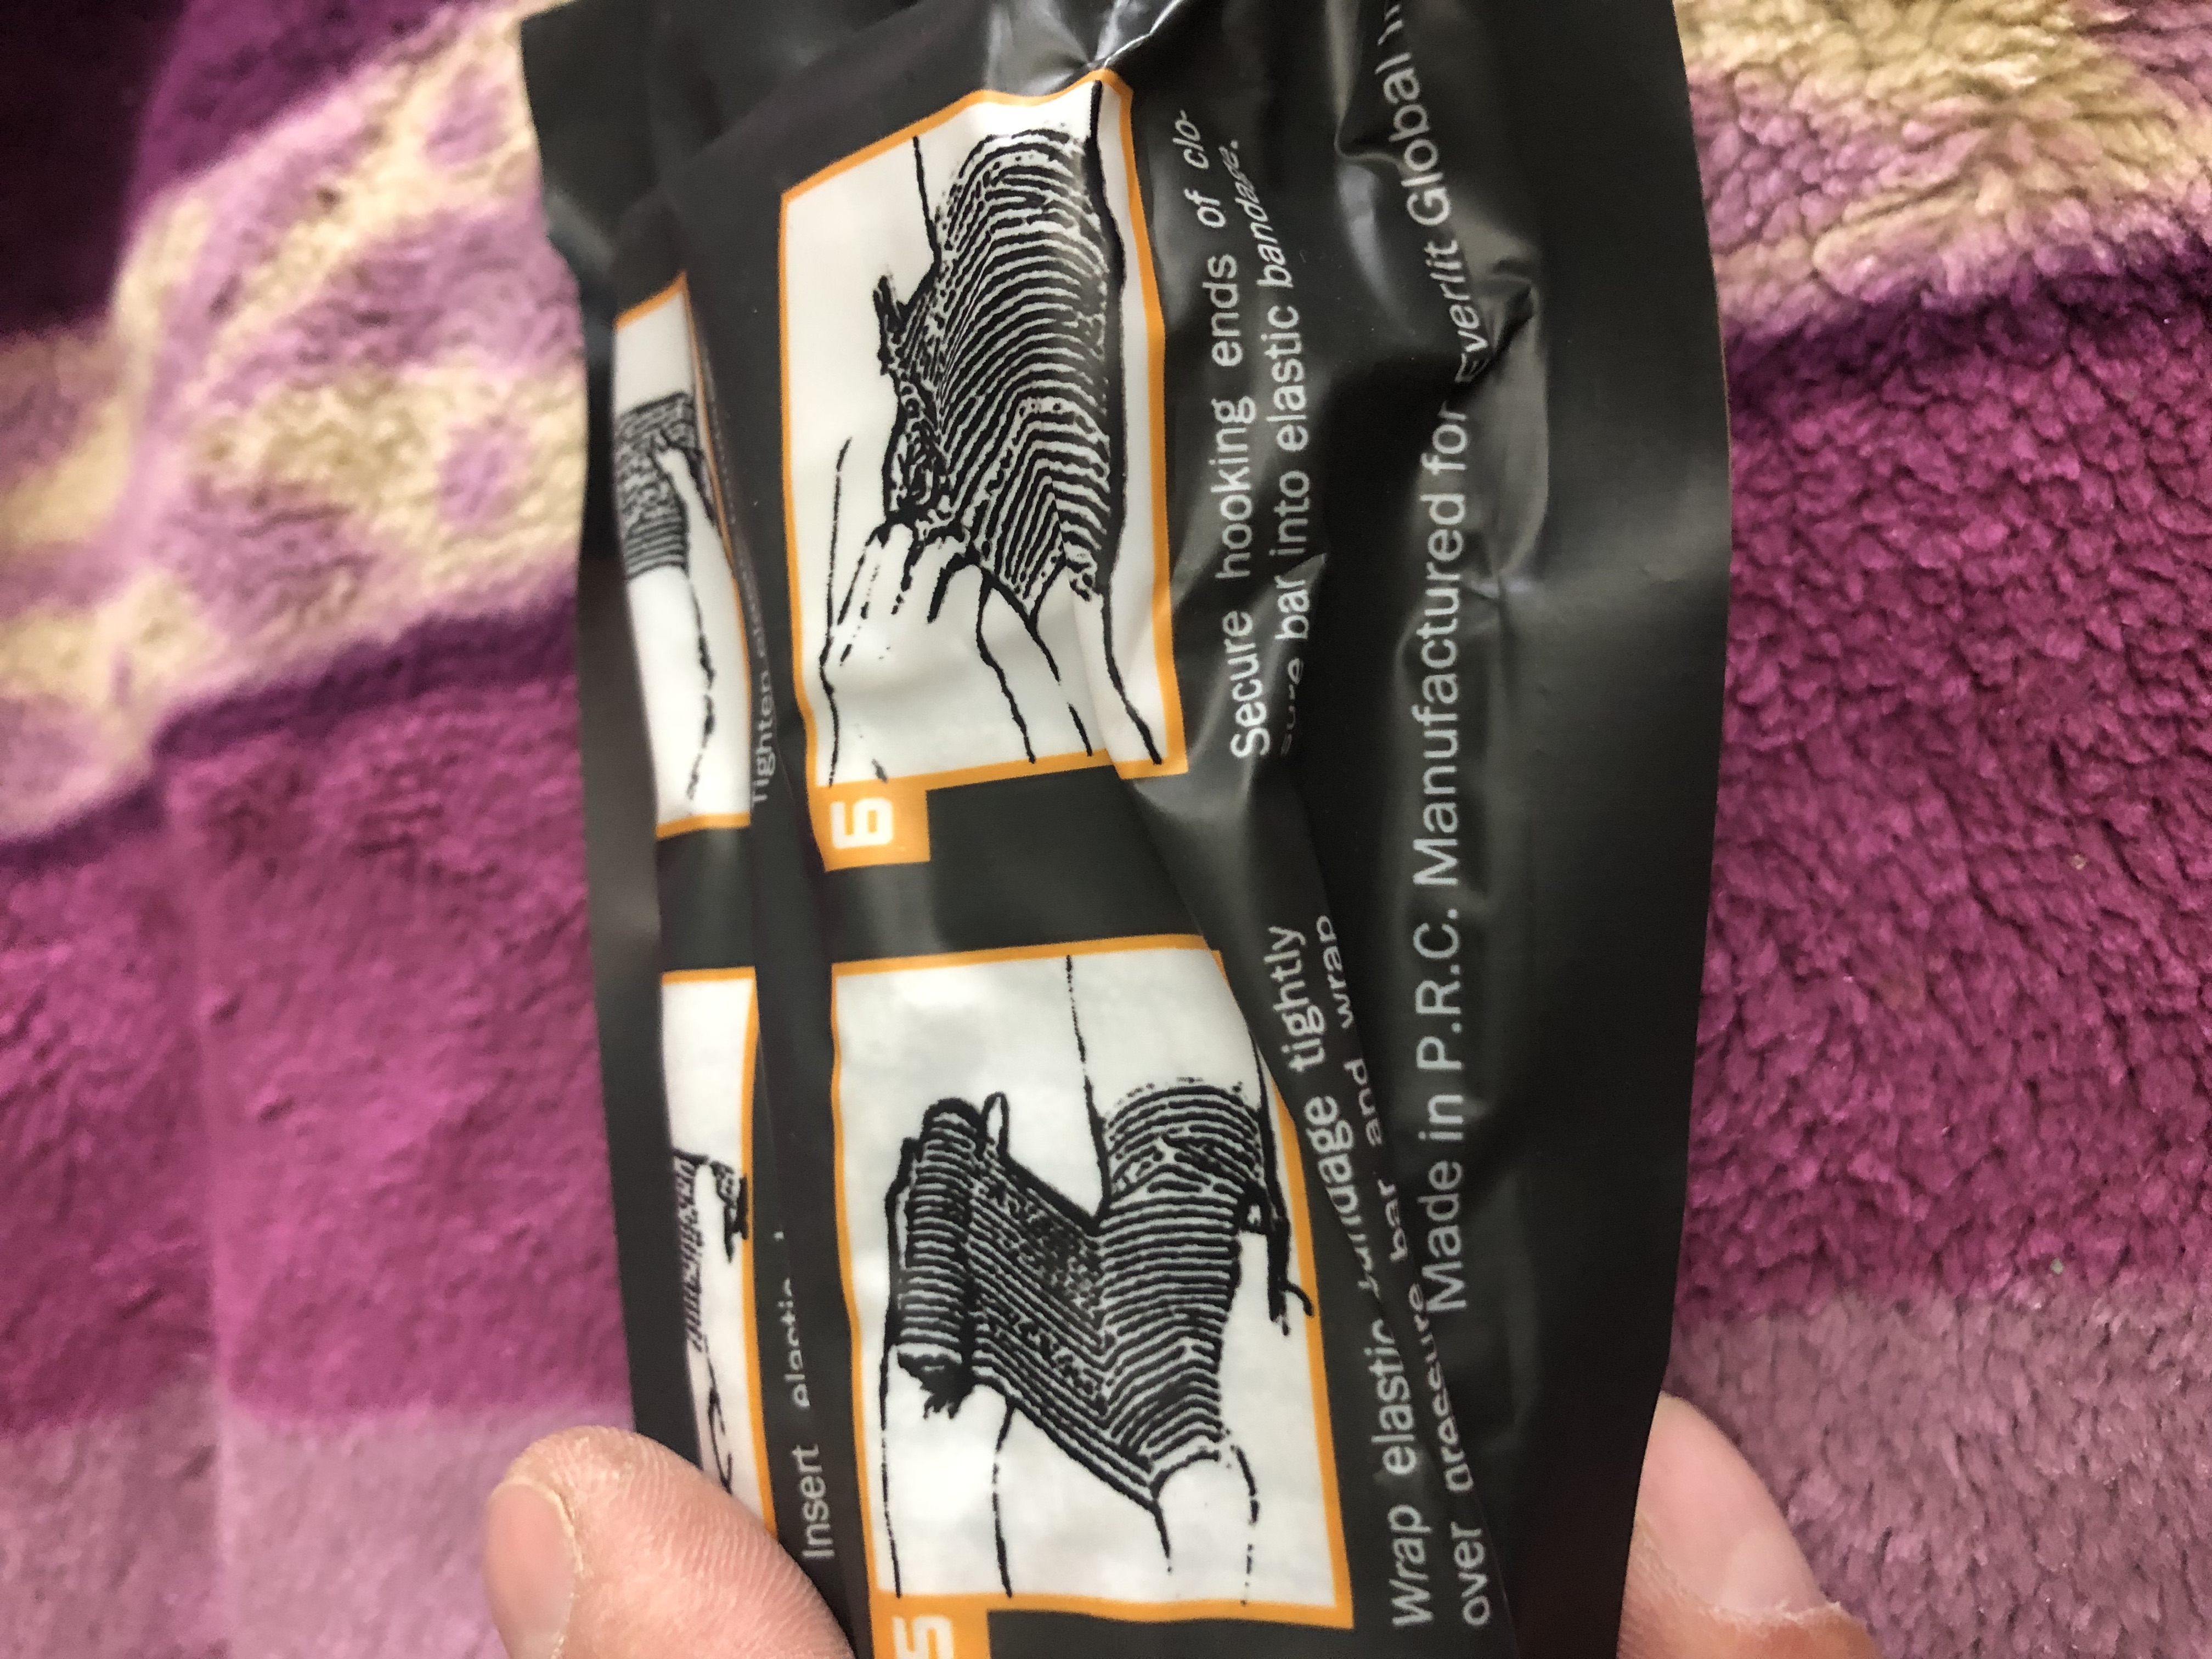 Insert elastic
Tighten
5
Wrap elastic bandage tightly
over pressure bar and wrap
6
Secure hooking ends of clo-
sure bar into elastic bandage.
Made in P.R.C. Manufactured for Everlit Global